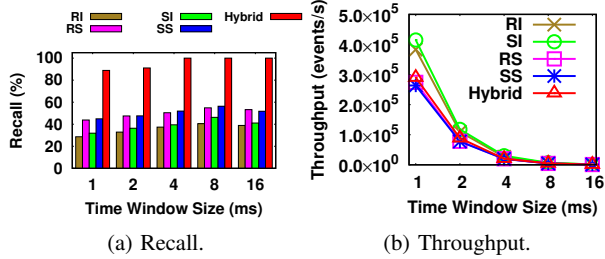 RI SI Hybrid
RS SS
100
80
60
40
20
0
Recall (%)
1 2 4 8 16
Time Window Size (ms)
(a) Recall.
5.0×10⁵
4.0×10⁵
3.0×10⁵
2.0×10⁵
1.0×10⁵
0.0×10⁰
Throughput (events/s)
RI
SI
RS
SS
Hybrid
1 2 4 8 16
Time Window Size (ms)
(b) Throughput.